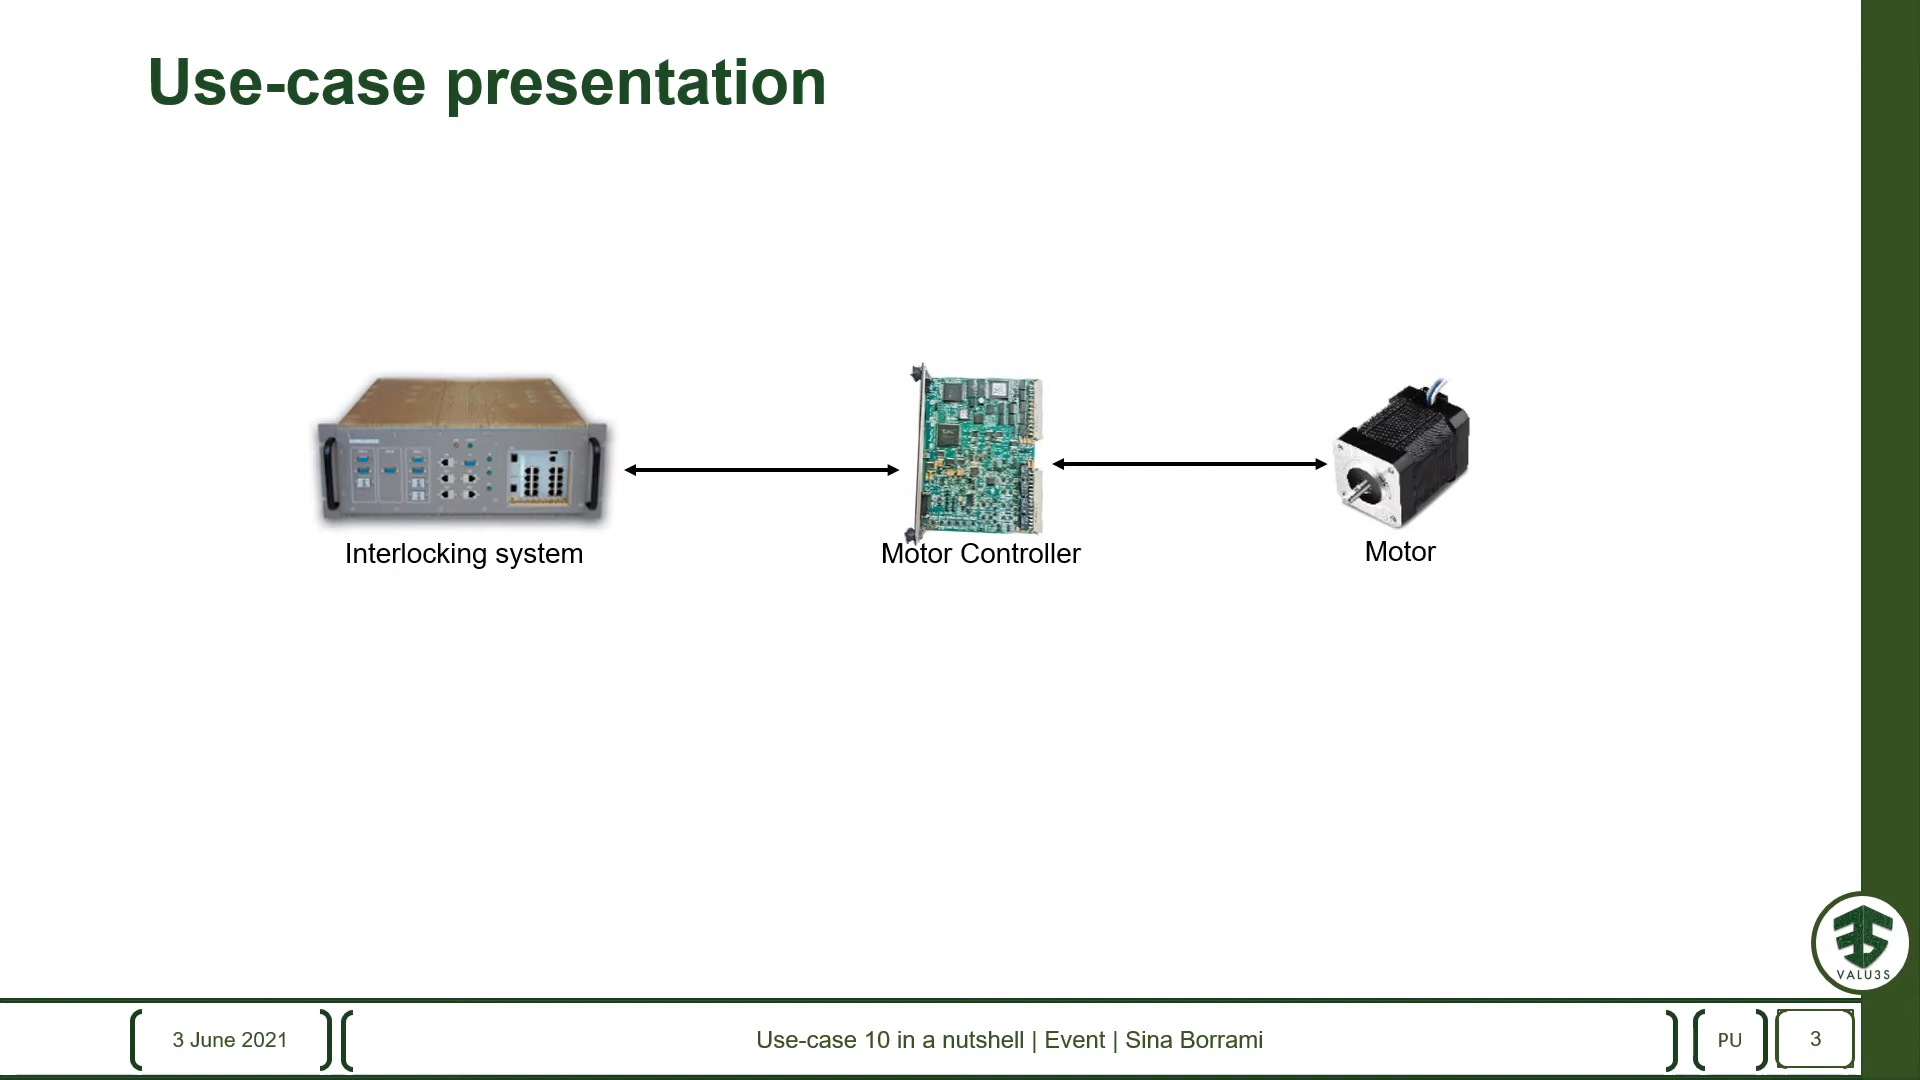 Use-case presentation
Interlocking system
Motor Controller
Motor
VALU3S
3 June 2021
Use-case 10 in a nutshell | Event | Sina Borrami
PU
3